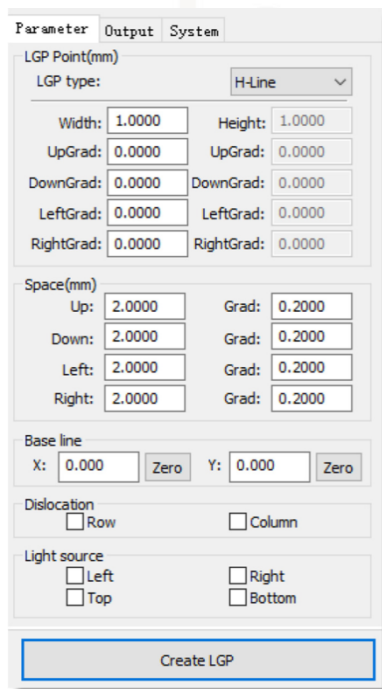 Parameter Output System
LGP Point(mm)
LGP type: H-Line
Width: 1.0000 Height: 1.0000
UpGrad: 0.0000 UpGrad: 0.0000
DownGrad: 0.0000 DownGrad: 0.0000
LeftGrad: 0.0000 LeftGrad: 0.0000
RightGrad: 0.0000 RightGrad: 0.0000
Space(mm)
Up: 2.0000 Grad: 0.2000
Down: 2.0000 Grad: 0.2000
Left: 2.0000 Grad: 0.2000
Right: 2.0000 Grad: 0.2000
Base line
X: 0.000 Zero Y: 0.000 Zero
Dislocation
Row Column
Light source
Left Right
Top Bottom
Create LGP